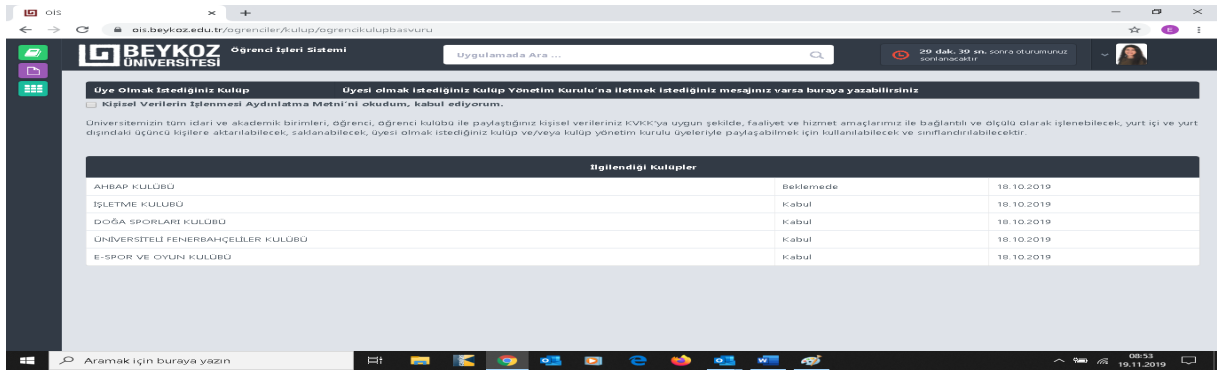 OIS
ois.beykoz.edu.tr/ogrenciler/kulup/ogrencikulupbasvuru
E
BEYKOZ
ÜNİVERSİTESİ
Öğrenci İşleri Sistemi
Uygulamada Ara ...
29 dak. 39 sn. sonra oturumunuz
sonlanacaktır
Üye Olmak İstediğiniz Kulüp
Üyesi olmak istediğiniz Kulüp Yönetim Kurulu'na iletmek istediğiniz mesajınız varsa buraya yazabilirsiniz
Kişisel Verilerin İşlenmesi Aydınlatma Metni'ni okudum, kabul ediyorum.
Üniversitemizin tüm idari ve akademik birimleri, öğrenci, öğrenci kulübü ile paylaştığınız kişisel verileriniz KVKK'ya uygun şekilde, faaliyet ve hizmet amaçlarımız ile bağlantılı ve ölçülü olarak işlenebilecek, yurt içi ve yurt
dışındaki üçüncü kişilere aktarılabilecek, saklanabilecek, üyesi olmak istediğiniz kulüp ve/veya kulüp yönetim kurulu üyeleriyle paylaşabilmek için kullanılabilecek ve sınıflandırılabilecektir.
İlgilendiği Kulüpler
AHBAP KULÜBÜ Beklemede 18.10.2019
İŞLETME KULUBÜ Kabul 18.10.2019
DOĞA SPORLARI KULÜBÜ Kabul 18.10.2019
ÜNİVERSİTELİ FENERBAHÇELİLER KULÜBÜ Kabul 18.10.2019
E-SPOR VE OYUN KULÜBÜ Kabul 18.10.2019
Aramak için buraya yazın
08:53
19.11.2019